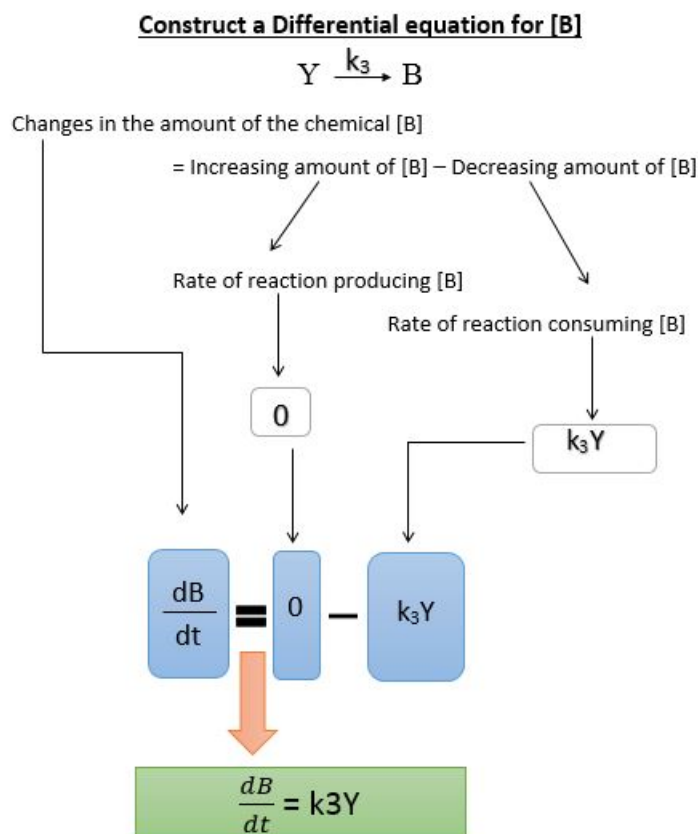 Construct a Differential equation for [B]
Y k₃→ B
Changes in the amount of the chemical [B]
= Increasing amount of [B] – Decreasing amount of [B]
Rate of reaction producing [B]
Rate of reaction consuming [B]
0
k₃Y
dB/dt = 0 − k₃Y
dB/dt = k3Y